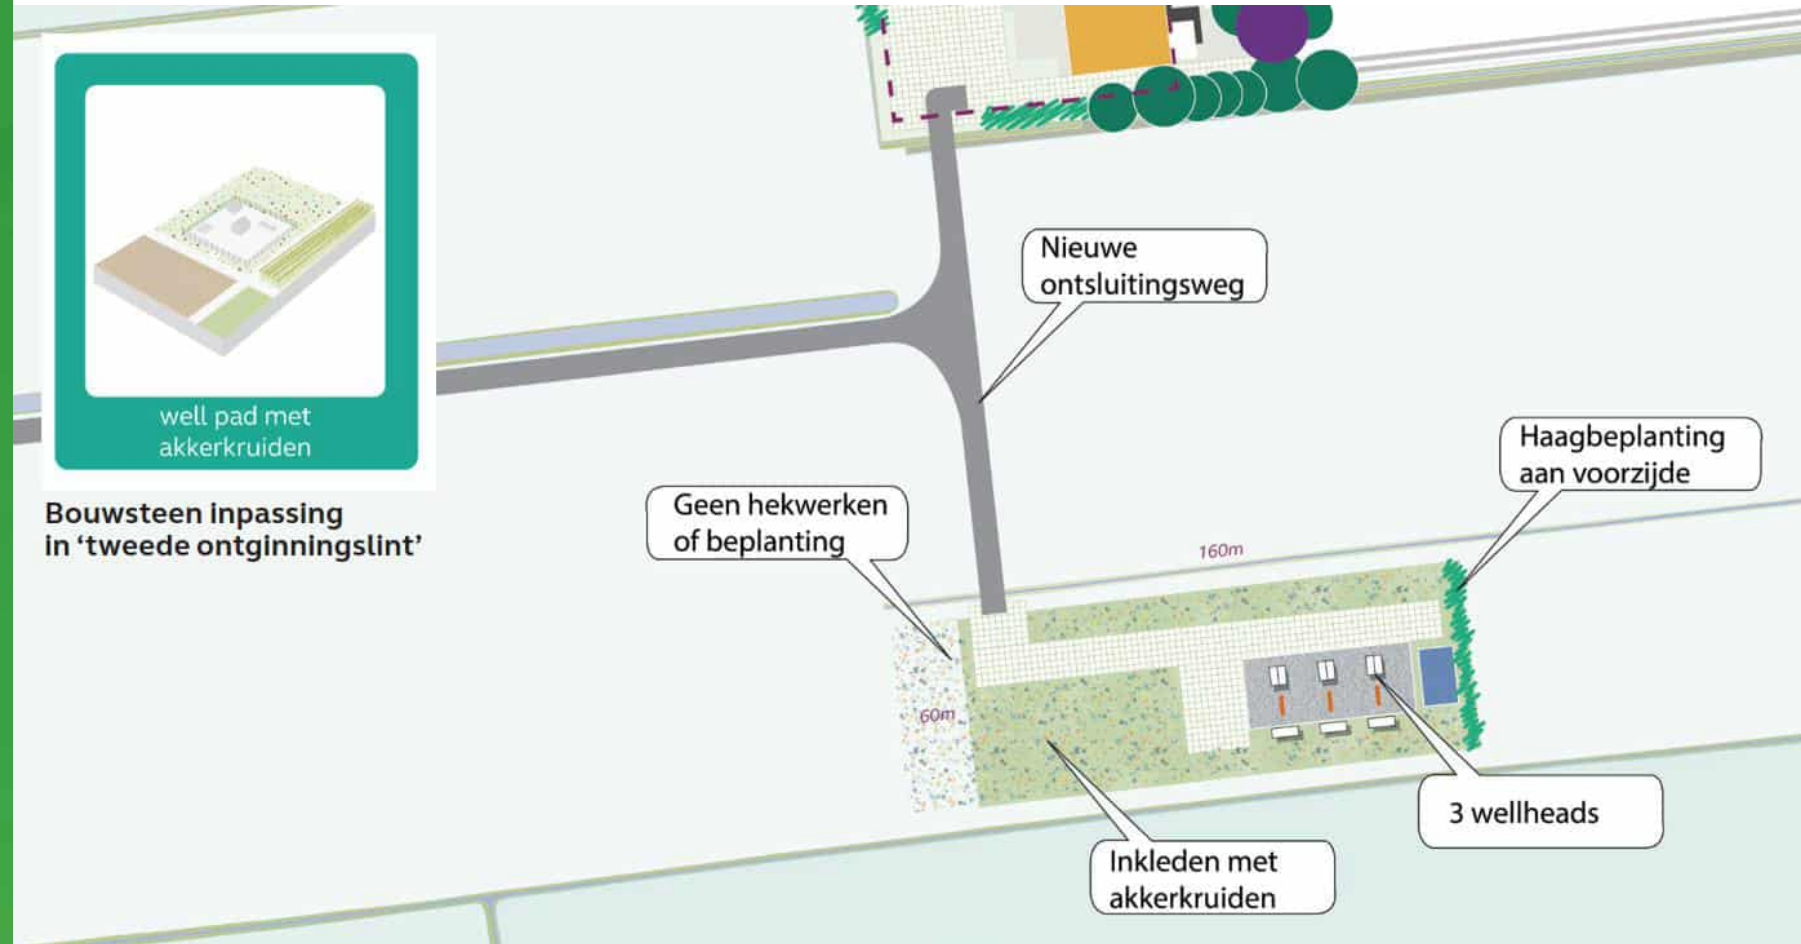 well pad met
akkerkruiden
Bouwsteen inpassing
in ‘tweede ontginningslint’
Nieuwe
ontsluitingsweg
Haagbeplanting
aan voorzijde
Geen hekwerken
of beplanting
160m
60m
3 wellheads
Inkleden met
akkerkruiden